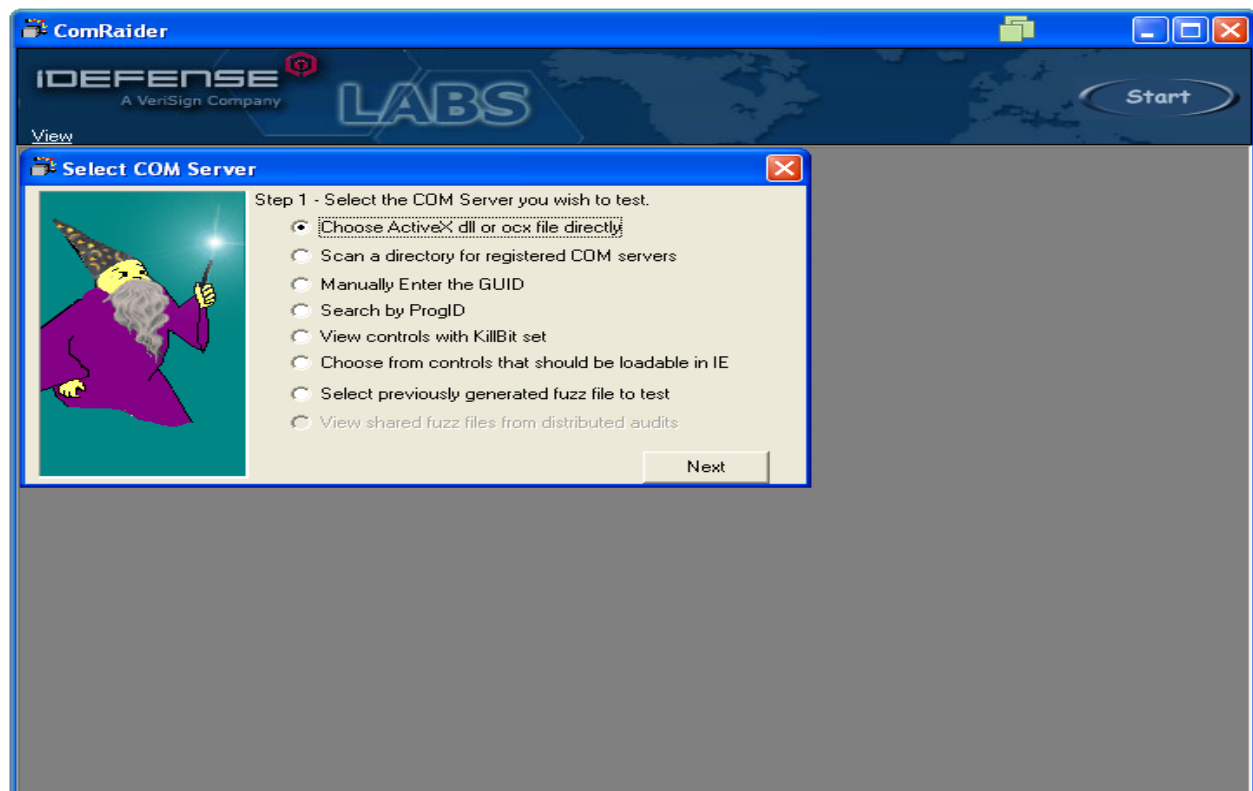 ComRaider
IDEFENSE
A VeriSign Company
LABS
Start
View
Select COM Server
Step 1 - Select the COM Server you wish to test.
Choose ActiveX dll or ocx file directly
Scan a directory for registered COM servers
Manually Enter the GUID
Search by ProgID
View controls with KillBit set
Choose from controls that should be loadable in IE
Select previously generated fuzz file to test
View shared fuzz files from distributed audits
Next